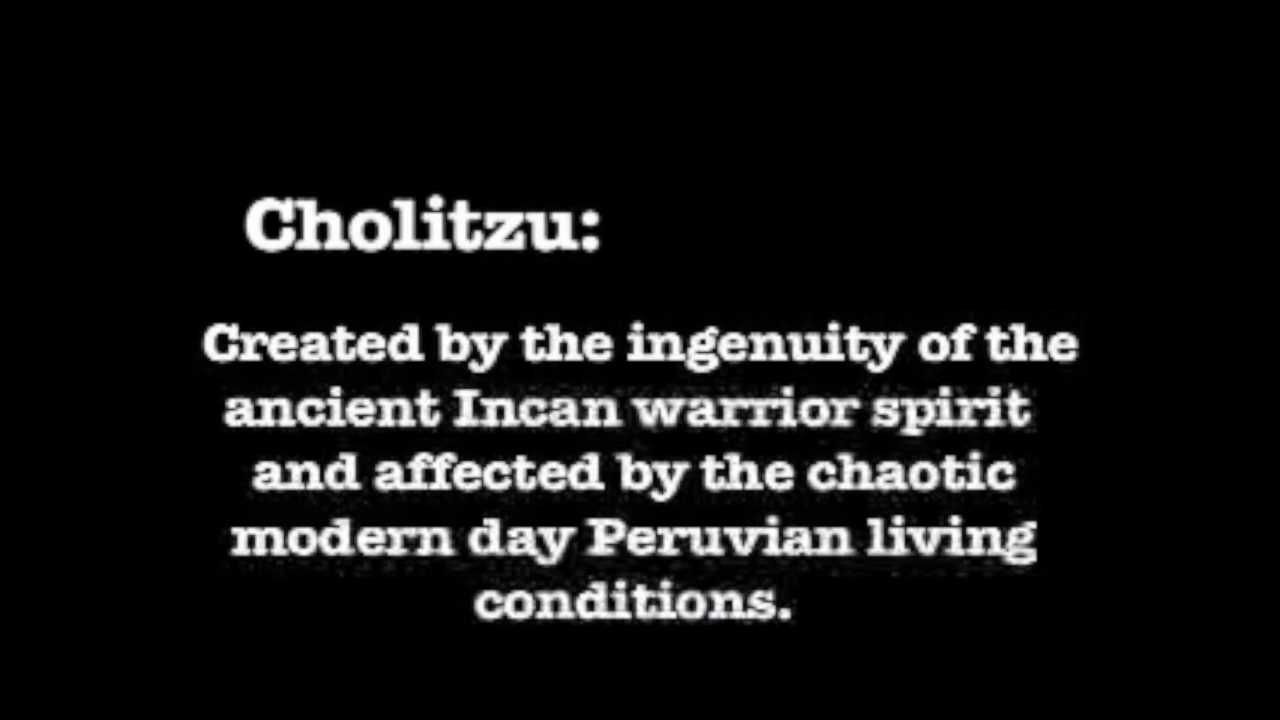 Cholitzu:
Created by the ingenuity of the
ancient Incan warrior spirit
and affected by the chaotic
modern day Peruvian living
conditions.